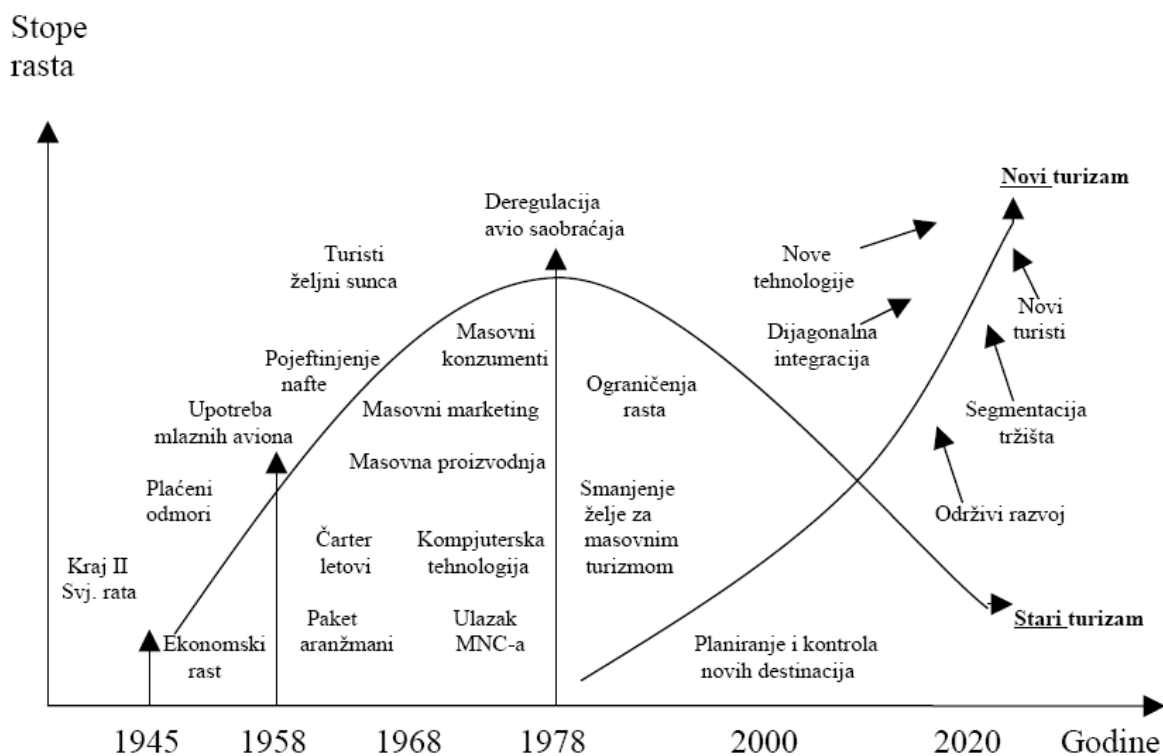 Stope
rasta
Novi turizam
Deregulacija
avio saobraćaja
Turisti
željni sunca
Nove
tehnologije
Novi
turisti
Masovni
konzumenti
Dijagonalna
integracija
Pojeftinjenje
nafte
Ograničenja
rasta
Upotreba
mlaznih aviona
Masovni marketing
Segmentacija
tržišta
Masovna proizvodnja
Plaćeni
odmori
Smanjenje
želje za
masovnim
turizmom
Održivi razvoj
Čarter
letovi
Kompjuterska
tehnologija
Kraj II
Svj. rata
Stari turizam
Ekonomski
rast
Paket
aranžmani
Ulazak
MNC-a
Planiranje i kontrola
novih destinacija
1945 1958 1968 1978 2000 2020 Godine